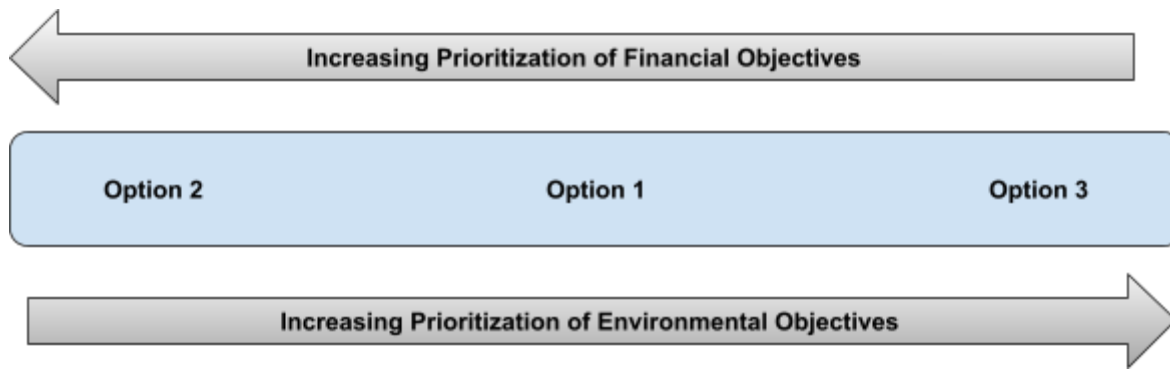 Increasing Prioritization of Financial Objectives
Option 2 Option 1 Option 3
Increasing Prioritization of Environmental Objectives